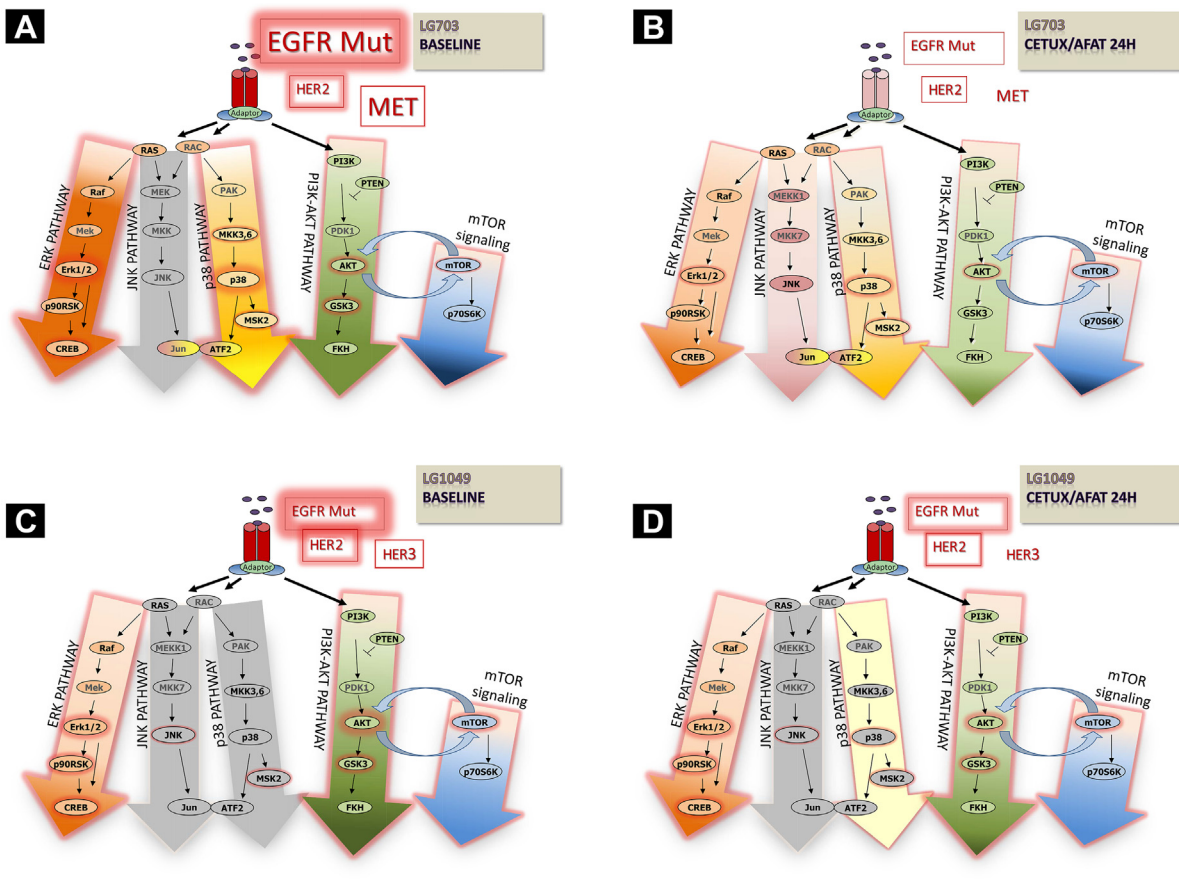 A
EGFR Mut
LG703
BASELINE
HER2
MET
Adaptor
RAS
RAC
ERK PATHWAY
JNK PATHWAY
p38 PATHWAY
PI3K-AKT PATHWAY
mTOR
signaling
Raf
MEK
PAK
PI3K
PTEN
Mek
MKK
MKK3,6
PDK1
Erk1/2
JNK
p38
AKT
mTOR
p90RSK
MSK2
GSK3
p70S6K
CREB
Jun
ATF2
FKH
B
EGFR Mut
LG703
CETUX/AFAT 24H
HER2
MET
Adaptor
RAS
RAC
ERK PATHWAY
JNK PATHWAY
p38 PATHWAY
PI3K-AKT PATHWAY
mTOR
signaling
Raf
MEKK1
PAK
PI3K
PTEN
Mek
MKK7
MKK3,6
PDK1
Erk1/2
JNK
p38
AKT
mTOR
p90RSK
MSK2
GSK3
p70S6K
CREB
Jun
ATF2
FKH
C
EGFR Mut
LG1049
BASELINE
HER2
HER3
Adaptor
RAS
RAC
ERK PATHWAY
JNK PATHWAY
p38 PATHWAY
PI3K-AKT PATHWAY
mTOR
signaling
Raf
MEKK1
PAK
PI3K
PTEN
Mek
MKK7
MKK3,6
PDK1
Erk1/2
JNK
p38
AKT
mTOR
p90RSK
MSK2
GSK3
p70S6K
CREB
Jun
ATF2
FKH
D
EGFR Mut
LG1049
CETUX/AFAT 24H
HER2
HER3
Adaptor
RAS
RAC
ERK PATHWAY
JNK PATHWAY
p38 PATHWAY
PI3K-AKT PATHWAY
mTOR
signaling
Raf
MEKK1
PAK
PI3K
PTEN
Mek
MKK7
MKK3,6
PDK1
Erk1/2
JNK
p38
AKT
mTOR
p90RSK
MSK2
GSK3
p70S6K
CREB
Jun
ATF2
FKH